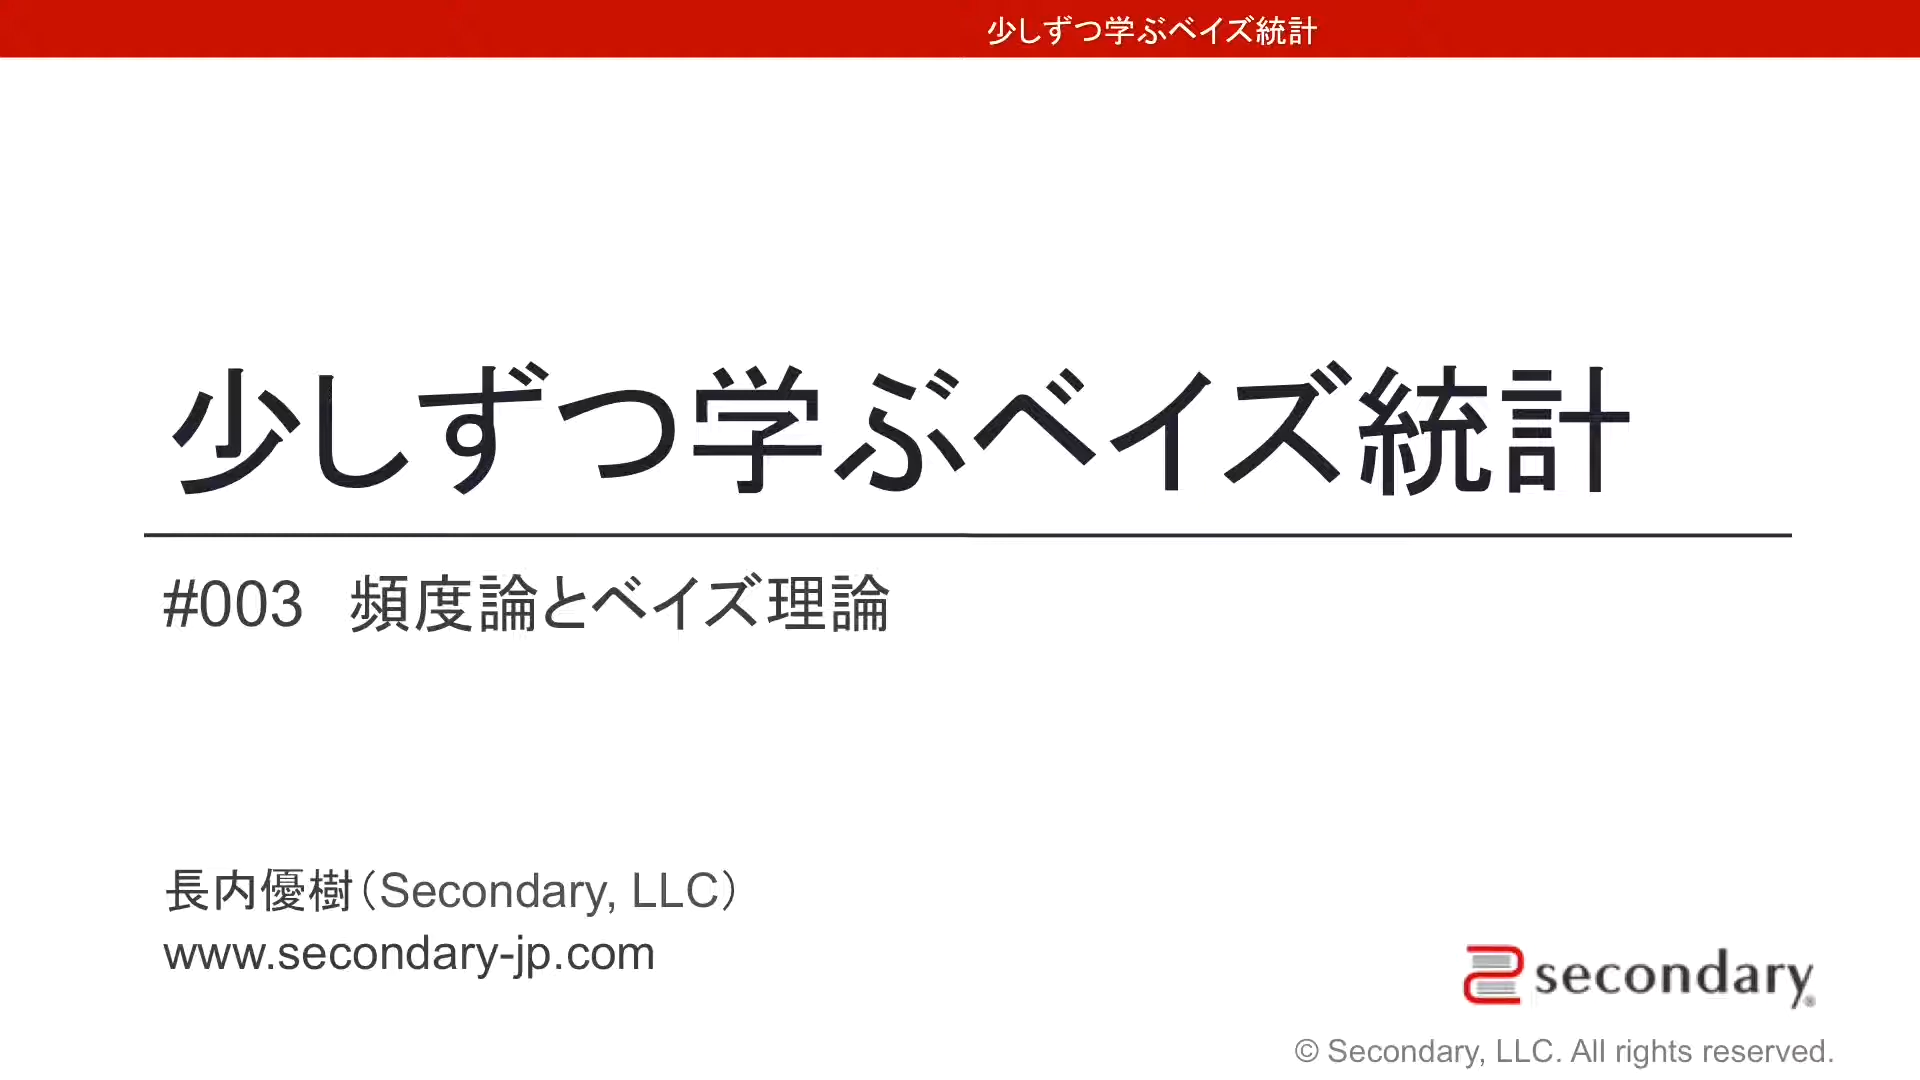 少しずつ学ぶベイズ統計
少しずつ学ぶベイズ統計
#003　頻度論とベイズ理論
長内優樹（Secondary, LLC）
www.secondary-jp.com
secondary®
© Secondary, LLC. All rights reserved.